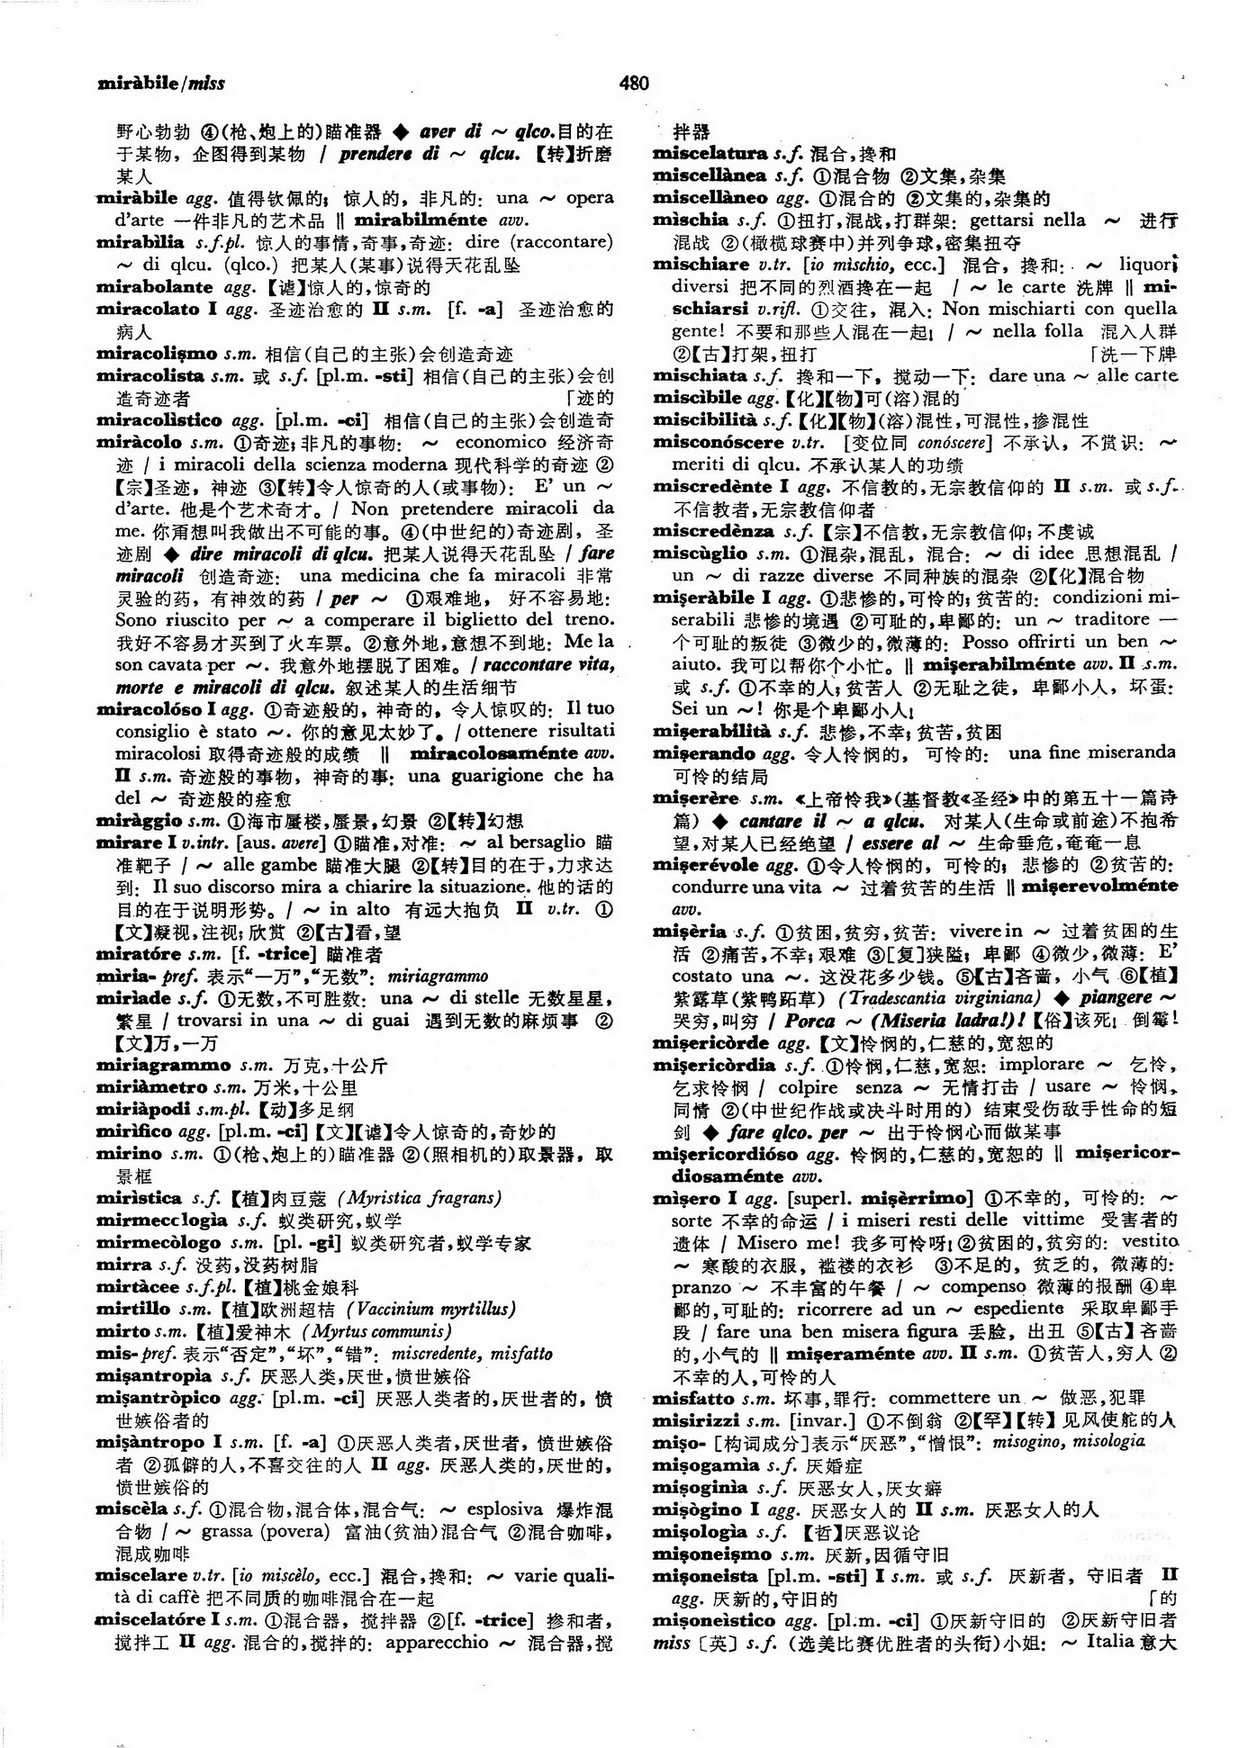 miràbile/miss
480
野心勃勃 ④(枪、炮上的)瞄准器 ◆ aver di ~ qlco.目的在
于某物, 企图得到某物 / prendere di ~ qlcu. 【转】折磨
某人
miràbile agg. 值得钦佩的; 惊人的, 非凡的: una ~ opera
d'arte 一件非凡的艺术品 ‖ mirabilménte avv.
mirabìlia s.f.pl. 惊人的事情,奇事,奇迹: dire (raccontare)
~ di qlcu. (qlco.) 把某人(某事)说得天花乱坠
mirabolante agg. 【谑】惊人的,惊奇的
miracolato I agg. 圣迹治愈的 II s.m. [f. -a] 圣迹治愈的
病人
miracolişmo s.m. 相信(自己的主张)会创造奇迹
miracolista s.m. 或 s.f. [pl.m. -sti] 相信(自己的主张)会创
造奇迹者 「迹的
miracolìstico agg. [pl.m. -ci] 相信(自己的主张)会创造奇
miràcolo s.m. ①奇迹; 非凡的事物: ~ economico 经济奇
迹 / i miracoli della scienza moderna 现代科学的奇迹 ②
【宗】圣迹, 神迹 ③【转】令人惊奇的人(或事物): E' un ~
d'arte. 他是个艺术奇才。/ Non pretendere miracoli da
me. 你甭想叫我做出不可能的事。④(中世纪的)奇迹剧, 圣
迹剧 ◆ dire miracoli di qlcu. 把某人说得天花乱坠 / fare
miracoli 创造奇迹: una medicina che fa miracoli 非常
灵验的药, 有神效的药 / per ~ ①艰难地, 好不容易地:
Sono riuscito per ~ a comperare il biglietto del treno.
我好不容易才买到了火车票。②意外地,意想不到地: Me la
son cavata per ~. 我意外地摆脱了困难。/ raccontare vita,
morte e miracoli di qlcu. 叙述某人的生活细节
miracolóso I agg. ①奇迹般的, 神奇的, 令人惊叹的: Il tuo
consiglio è stato ~. 你的意见太妙了。/ ottenere risultati
miracolosi 取得奇迹般的成绩 ‖ miracolosaménte avv.
II s.m. 奇迹般的事物, 神奇的事: una guarigione che ha
del ~ 奇迹般的痊愈
miràggio s.m. ①海市蜃楼,蜃景,幻景 ②【转】幻想
mirare I v.intr. [aus. avere] ①瞄准,对准: ~ al bersaglio 瞄
准靶子 / ~ alle gambe 瞄准大腿 ②【转】目的在于,力求达
到: Il suo discorso mira a chiarire la situazione. 他的话的
目的在于说明形势。/ ~ in alto 有远大抱负 II v.tr. ①
【文】凝视,注视; 欣赏 ②【古】看,望
miratóre s.m. [f. -trice] 瞄准者
mìria- pref. 表示“一万”,“无数”: miriagrammo
mirìade s.f. ①无数,不可胜数: una ~ di stelle 无数星星,
繁星 / trovarsi in una ~ di guai 遇到无数的麻烦事 ②
【文】万,一万
miriagrammo s.m. 万克,十公斤
miriàmetro s.m. 万米,十公里
miriàpodi s.m.pl. 【动】多足纲
mirìfico agg. [pl.m. -ci]【文】【谑】令人惊奇的,奇妙的
mirino s.m. ①(枪、炮上的)瞄准器 ②(照相机的)取景器, 取
景框
mirìstica s.f. 【植】肉豆蔻 (Myristica fragrans)
mirmecologìa s.f. 蚁类研究,蚁学
mirmecòlogo s.m. [pl. -gi] 蚁类研究者,蚁学专家
mirra s.f. 没药,没药树脂
mirtàcee s.f.pl. 【植】桃金娘科
mirtillo s.m. 【植】欧洲超桔 (Vaccinium myrtillus)
mirto s.m. 【植】爱神木 (Myrtus communis)
mis- pref. 表示“否定”,“坏”,“错”: miscredente, misfatto
mişantropìa s.f. 厌恶人类,厌世,愤世嫉俗
mişantròpico agg. [pl.m. -ci] 厌恶人类者的,厌世者的, 愤
世嫉俗者的
mişàntropo I s.m. [f. -a] ①厌恶人类者,厌世者, 愤世嫉俗
者 ②孤僻的人,不喜交往的人 II agg. 厌恶人类的,厌世的,
愤世嫉俗的
miscèla s.f. ①混合物,混合体,混合气: ~ esplosiva 爆炸混
合物 / ~ grassa (povera) 富油(贫油)混合气 ②混合咖啡,
混成咖啡
miscelare v.tr. [io miscèlo, ecc.] 混合,搀和: ~ varie quali-
tà di caffè 把不同质的咖啡混合在一起
miscelatóre I s.m. ①混合器, 搅拌器 ②[f. -trice] 掺和者,
搅拌工 II agg. 混合的,搅拌的: apparecchio ~ 混合器,搅
拌器
miscelatura s.f. 混合,搀和
miscellànea s.f. ①混合物 ②文集,杂集
miscellàneo agg. ①混合的 ②文集的,杂集的
mìschia s.f. ①扭打,混战,打群架: gettarsi nella ~ 进行
混战 ②(橄榄球赛中)并列争球,密集扭夺
mischiare v.tr. [io mischio, ecc.] 混合, 搀和: ~ liquori
diversi 把不同的烈酒搀在一起 / ~ le carte 洗牌 ‖ mi-
schiarsi v.rifl. ①交往, 混入: Non mischiarti con quella
gente! 不要和那些人混在一起! / ~ nella folla 混入人群
②【古】打架,扭打 「洗一下牌
mischiata s.f. 搀和一下, 搅动一下: dare una ~ alle carte
miscìbile agg. 【化】【物】可(溶)混的
miscibilità s.f. 【化】【物】(溶)混性,可混性,掺混性
misconóscere v.tr. [变位同 conóscere] 不承认, 不赏识: ~
meriti di qlcu. 不承认某人的功绩
miscredènte I agg. 不信教的,无宗教信仰的 II s.m. 或 s.f.
不信教者,无宗教信仰者
miscredènza s.f. 【宗】不信教,无宗教信仰; 不虔诚
miscùglio s.m. ①混杂,混乱, 混合: ~ di idee 思想混乱 /
un ~ di razze diverse 不同种族的混杂 ②【化】混合物
mişeràbile I agg. ①悲惨的,可怜的; 贫苦的: condizioni mi-
serabili 悲惨的境遇 ②可耻的,卑鄙的: un ~ traditore 一
个可耻的叛徒 ③微少的,微薄的: Posso offrirti un ben ~
aiuto. 我可以帮你个小忙。‖ mişerabilménte avv. II s.m.
或 s.f. ①不幸的人; 贫苦人 ②无耻之徒, 卑鄙小人, 坏蛋:
Sei un ~! 你是个卑鄙小人!
mişerabilità s.f. 悲惨,不幸; 贫苦,贫困
mişerando agg. 令人怜悯的, 可怜的: una fine miseranda
可怜的结局
mişerère s.m. 《上帝怜我》(基督教《圣经》中的第五十一篇诗
篇) ◆ cantare il ~ a qlcu. 对某人(生命或前途)不抱希
望,对某人已经绝望 / essere al ~ 生命垂危,奄奄一息
mişerévole agg. ①令人怜悯的, 可怜的; 悲惨的 ②贫苦的:
condurre una vita ~ 过着贫苦的生活 ‖ mişerevolménte
avv.
mişèria s.f. ①贫困,贫穷,贫苦: vivere in ~ 过着贫困的生
活 ②痛苦,不幸; 艰难 ③[复]狭隘; 卑鄙 ④微少,微薄: E'
costato una ~. 这没花多少钱。⑤【古】吝啬, 小气 ⑥【植】
紫露草(紫鸭跖草) (Tradescantia virginiana) ◆ piangere ~
哭穷,叫穷 / Porca ~ (Miseria ladra!)! 【俗】该死! 倒霉!
mişericòrde agg. 【文】怜悯的,仁慈的,宽恕的
mişericòrdia s.f. ①怜悯,仁慈,宽恕: implorare ~ 乞怜,
乞求怜悯 / colpire senza ~ 无情打击 / usare ~ 怜悯,
同情 ②(中世纪作战或决斗时用的) 结束受伤敌手性命的短
剑 ◆ fare qlco. per ~ 出于怜悯心而做某事
mişericordióso agg. 怜悯的,仁慈的,宽恕的 ‖ mişericor-
diosaménte avv.
mìşero I agg. [superl. mişèrrimo] ①不幸的, 可怜的: ~
sorte 不幸的命运 / i miseri resti delle vittime 受害者的
遗体 / Misero me! 我多可怜呀! ②贫困的,贫穷的: vestito
~ 寒酸的衣服, 褴褛的衣衫 ③不足的, 贫乏的, 微薄的:
pranzo ~ 不丰富的午餐 / ~ compenso 微薄的报酬 ④卑
鄙的,可耻的: ricorrere ad un ~ espediente 采取卑鄙手
段 / fare una ben misera figura 丢脸, 出丑 ⑤【古】吝啬
的,小气的 ‖ mişeraménte avv. II s.m. ①贫苦人,穷人 ②
不幸的人,可怜的人
misfatto s.m. 坏事,罪行: commettere un ~ 做恶,犯罪
misirizzi s.m. [invar.] ①不倒翁 ②【罕】【转】见风使舵的人
mişo- [构词成分]表示“厌恶”,“憎恨”: misogino, misologia
mişogamìa s.f. 厌婚症
mişoginìa s.f. 厌恶女人,厌女癖
mişògino I agg. 厌恶女人的 II s.m. 厌恶女人的人
mişologìa s.f. 【哲】厌恶议论
mişoneişmo s.m. 厌新,因循守旧
mişoneista [pl.m. -sti] I s.m. 或 s.f. 厌新者, 守旧者 II
agg. 厌新的,守旧的 「的
mişoneìstico agg. [pl.m. -ci] ①厌新守旧的 ②厌新守旧者
miss [英] s.f. (选美比赛优胜者的头衔)小姐: ~ Italia 意大